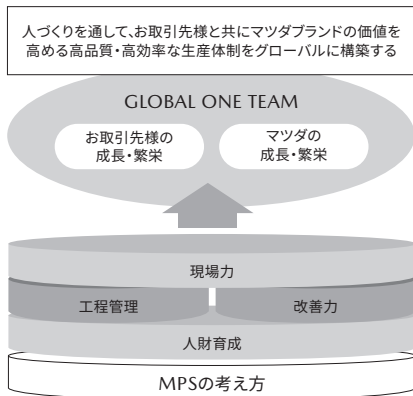 人づくりを通して、お取引先様と共にマツダブランドの価値を
高める高品質・高効率な生産体制をグローバルに構築する
GLOBAL ONE TEAM
お取引先様の
成長・繁栄
マツダの
成長・繁栄
現場力
工程管理
改善力
人財育成
MPSの考え方